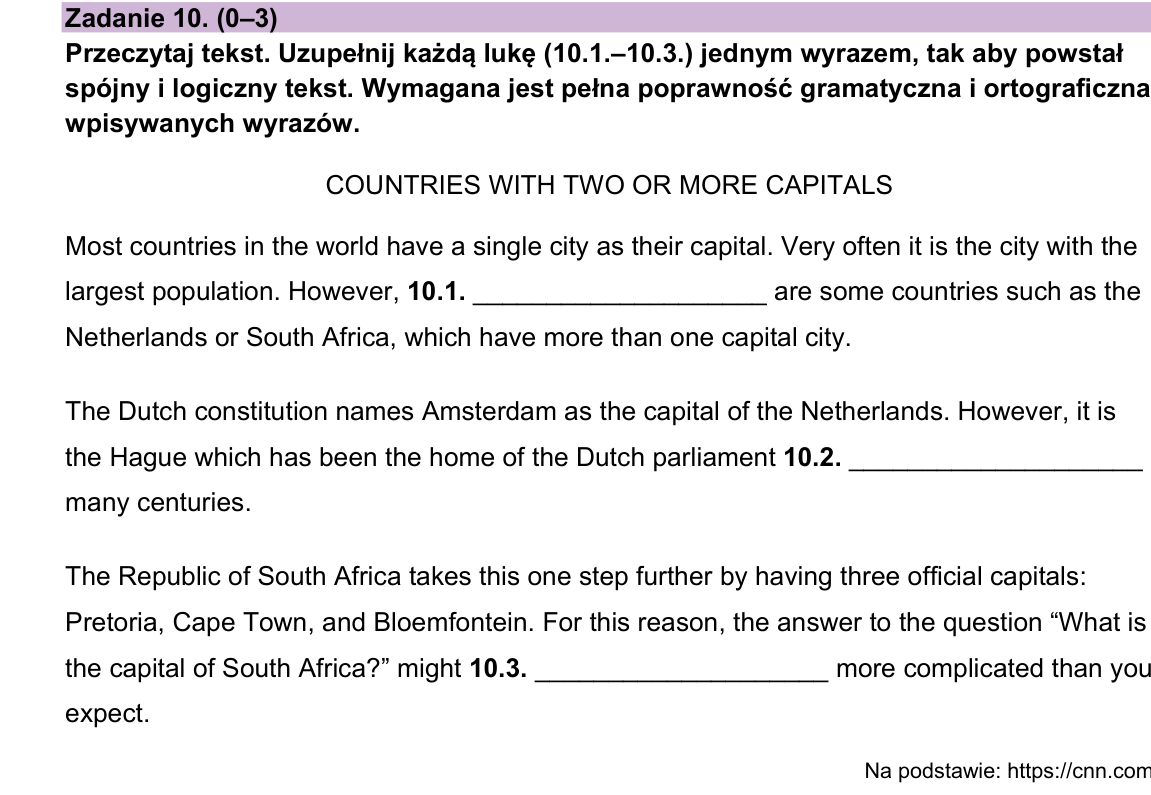 Zadanie 10. (0–3)
Przeczytaj tekst. Uzupełnij każdą lukę (10.1.–10.3.) jednym wyrazem, tak aby powstał
spójny i logiczny tekst. Wymagana jest pełna poprawność gramatyczna i ortograficzna
wpisywanych wyrazów.
COUNTRIES WITH TWO OR MORE CAPITALS
Most countries in the world have a single city as their capital. Very often it is the city with the
largest population. However, 10.1. ____________________ are some countries such as the
Netherlands or South Africa, which have more than one capital city.
The Dutch constitution names Amsterdam as the capital of the Netherlands. However, it is
the Hague which has been the home of the Dutch parliament 10.2. ____________________
many centuries.
The Republic of South Africa takes this one step further by having three official capitals:
Pretoria, Cape Town, and Bloemfontein. For this reason, the answer to the question “What is
the capital of South Africa?” might 10.3. ____________________ more complicated than you
expect.
Na podstawie: https://cnn.com